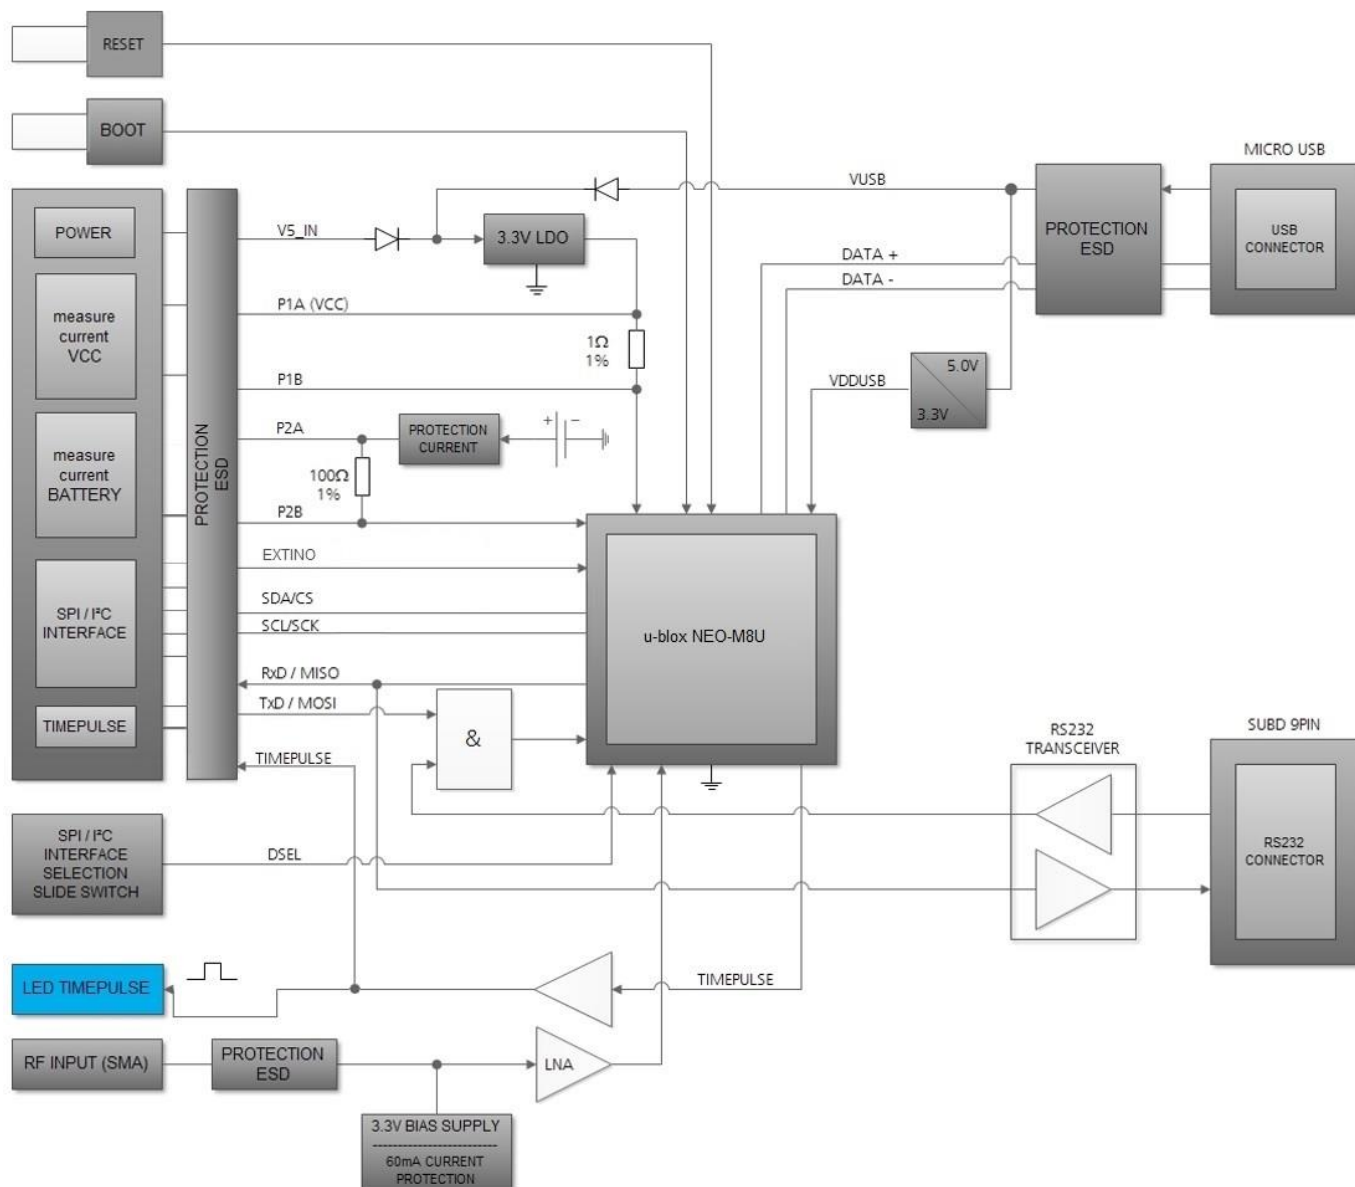 RESET
BOOT
MICRO USB
VUSB
USB
CONNECTOR
PROTECTION
ESD
POWER
V5_IN
3.3V LDO
DATA +
DATA -
measure
current
VCC
P1A (VCC)
1Ω
1%
P1B
VDDUSB
5.0V
3.3V
measure
current
BATTERY
PROTECTION
ESD
P2A
PROTECTION
CURRENT
+
−
100Ω
1%
P2B
EXTINO
SPI / I²C
INTERFACE
SDA/CS
SCL/SCK
u-blox NEO-M8U
RxD / MISO
TxD / MOSI
&
TIMEPULSE
TIMEPULSE
RS232
TRANSCEIVER
SUBD 9PIN
RS232
CONNECTOR
SPI / I²C
INTERFACE
SELECTION
SLIDE SWITCH
DSEL
LED TIMEPULSE
TIMEPULSE
RF INPUT (SMA)
PROTECTION
ESD
LNA
3.3V BIAS SUPPLY
-------------------------
60mA CURRENT
PROTECTION